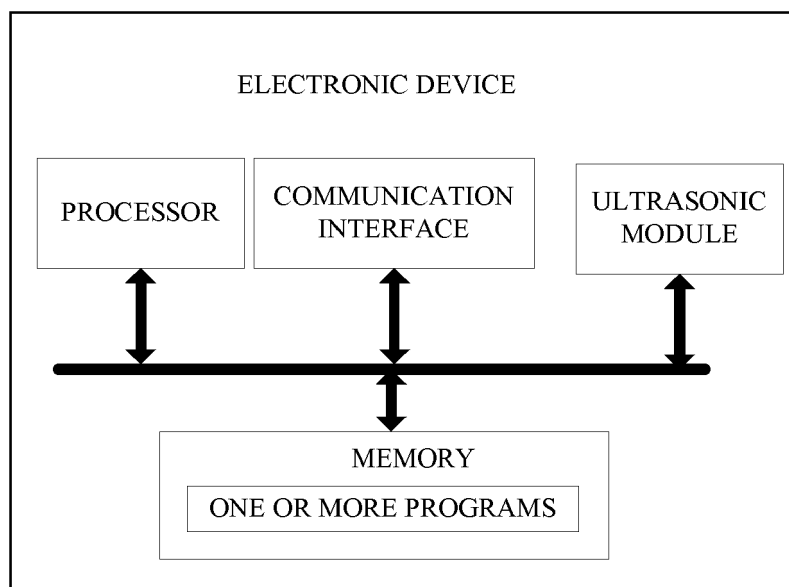 ELECTRONIC DEVICE
PROCESSOR
COMMUNICATION
INTERFACE
ULTRASONIC
MODULE
MEMORY
ONE OR MORE PROGRAMS